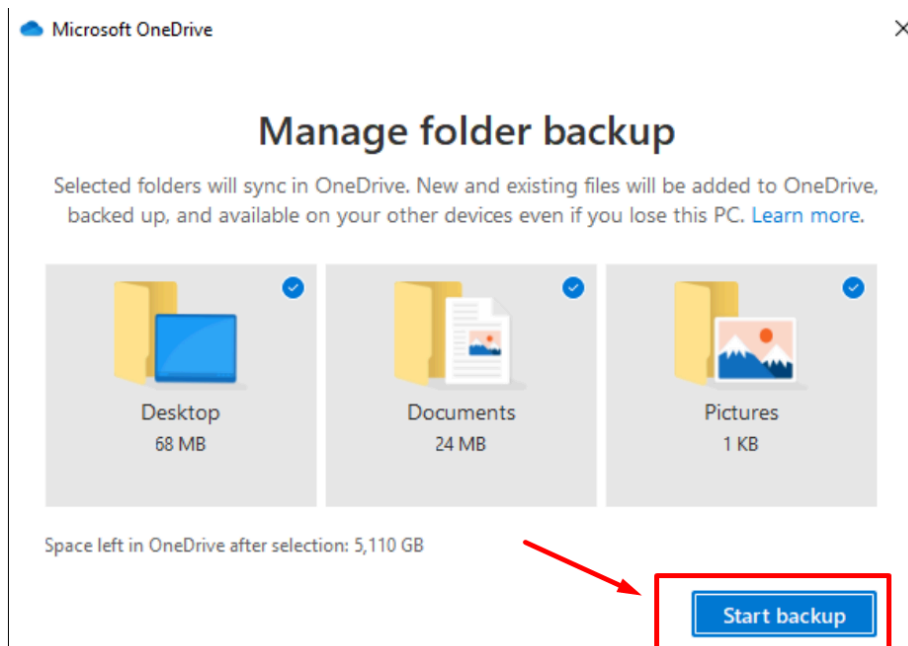 Microsoft OneDrive
Manage folder backup
Selected folders will sync in OneDrive. New and existing files will be added to OneDrive,
backed up, and available on your other devices even if you lose this PC. Learn more.
Desktop
68 MB
Documents
24 MB
Pictures
1 KB
Space left in OneDrive after selection: 5,110 GB
Start backup